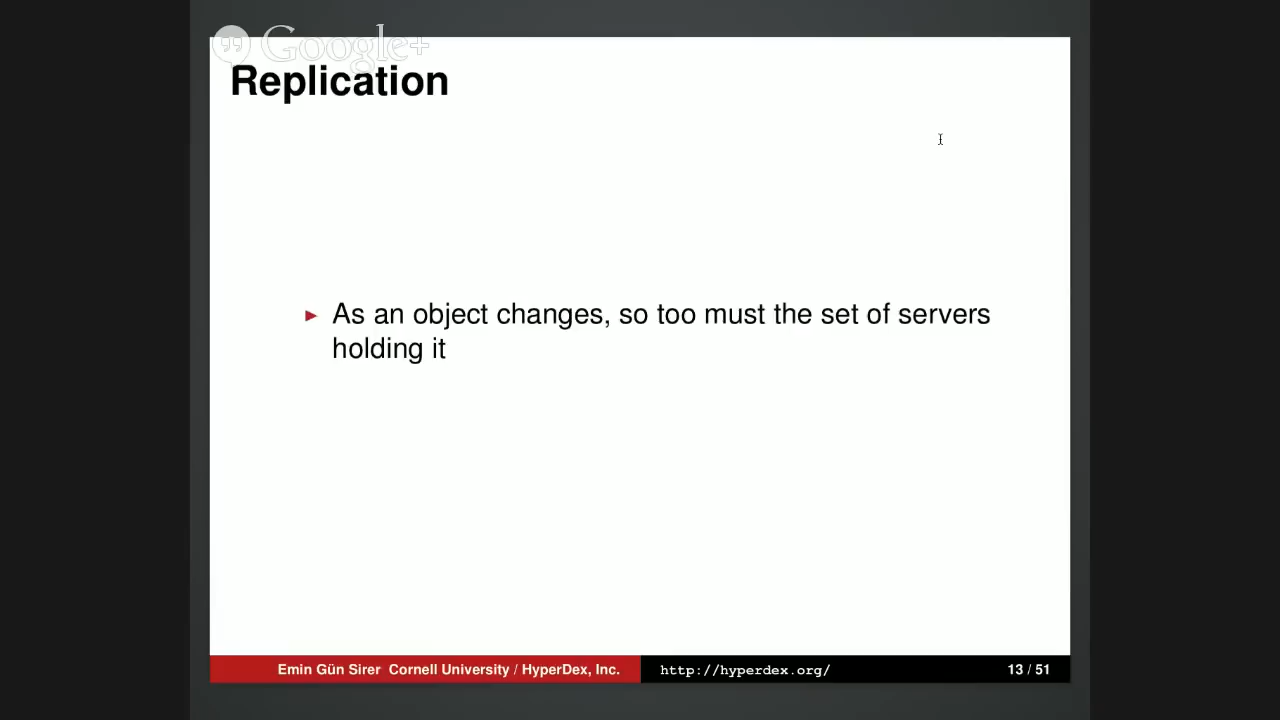 Google+
Replication
► As an object changes, so too must the set of servers
holding it
Emin Gün Sirer Cornell University / HyperDex, Inc.
http://hyperdex.org/
13 / 51